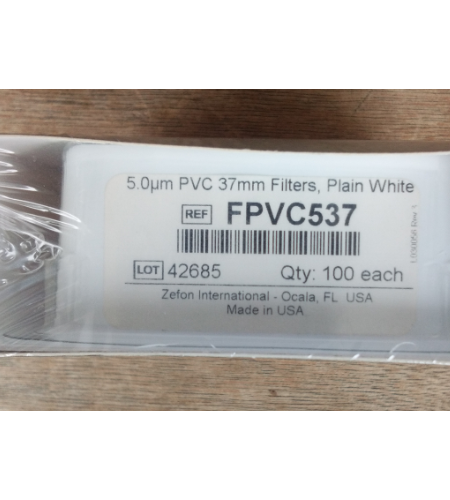 5.0µm PVC 37mm Filters, Plain White
REF FPVC537
LOT 42685 Qty: 100 each
Zefon International - Ocala, FL USA
Made in USA